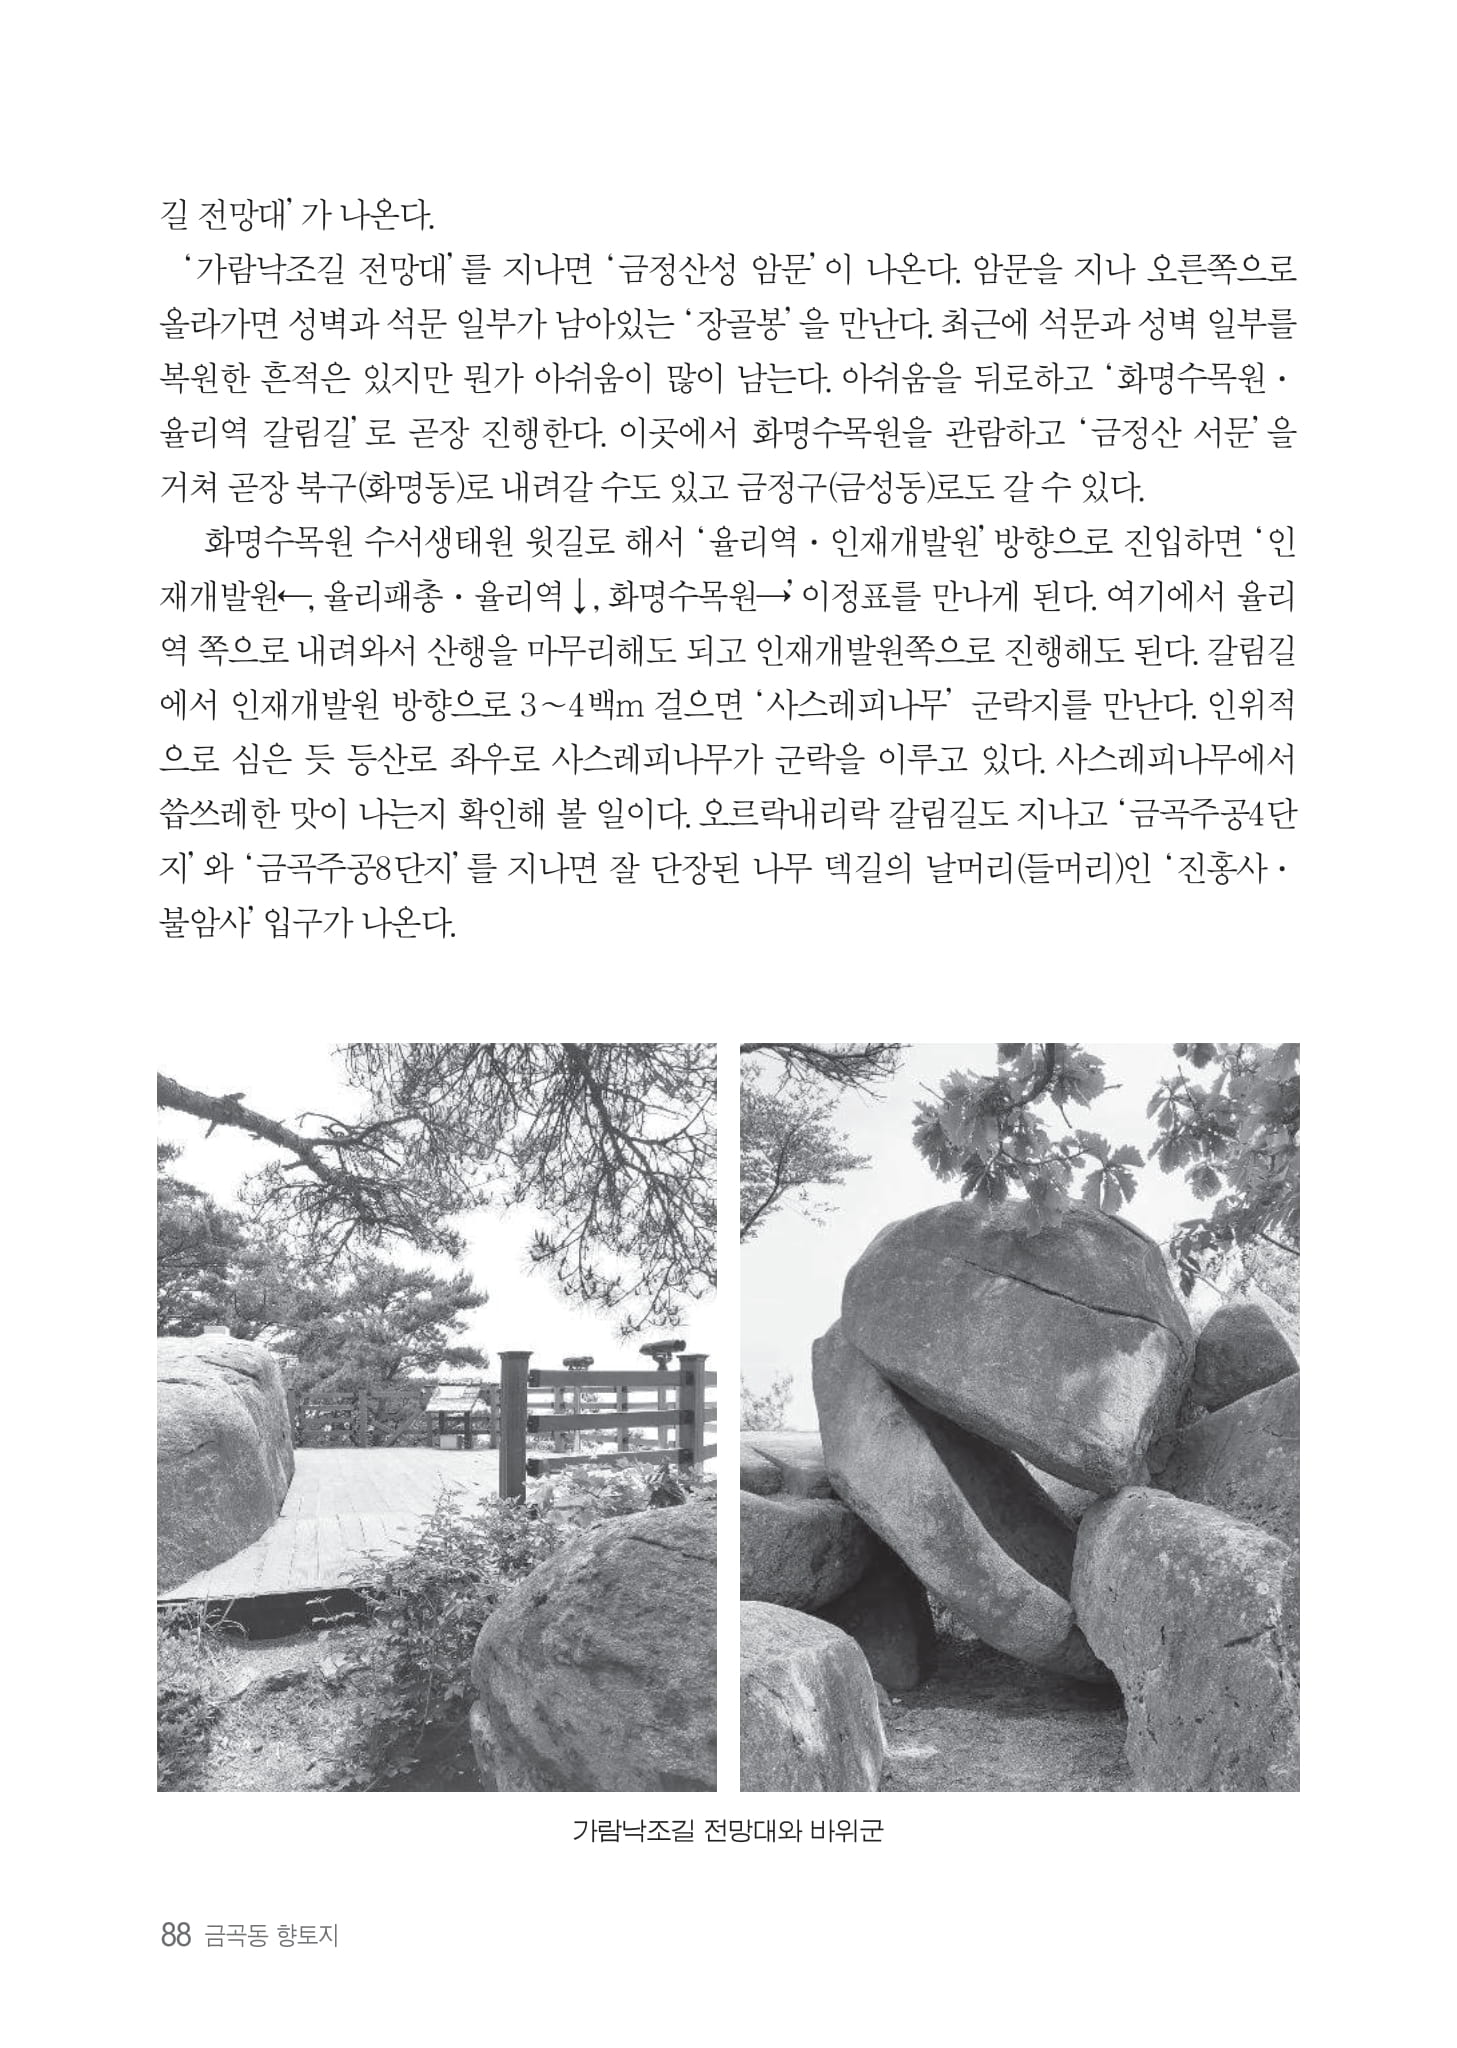 길 전망대’가 나온다.
‘가람낙조길 전망대’를 지나면 ‘금정산성 암문’이 나온다. 암문을 지나 오른쪽으로
올라가면 성벽과 석문 일부가 남아있는 ‘장골봉’을 만난다. 최근에 석문과 성벽 일부를
복원한 흔적은 있지만 뭔가 아쉬움이 많이 남는다. 아쉬움을 뒤로하고 ‘화명수목원·
율리역 갈림길’로 곧장 진행한다. 이곳에서 화명수목원을 관람하고 ‘금정산 서문’을
거쳐 곧장 북구(화명동)로 내려갈 수도 있고 금정구(금성동)로도 갈 수 있다.
화명수목원 수서생태원 윗길로 해서 ‘율리역·인재개발원’ 방향으로 진입하면 ‘인
재개발원←, 율리패총·율리역↓, 화명수목원→’ 이정표를 만나게 된다. 여기에서 율리
역 쪽으로 내려와서 산행을 마무리해도 되고 인재개발원쪽으로 진행해도 된다. 갈림길
에서 인재개발원 방향으로 3~4백m 걸으면 ‘사스레피나무’ 군락지를 만난다. 인위적
으로 심은 듯 등산로 좌우로 사스레피나무가 군락을 이루고 있다. 사스레피나무에서
씁쓰레한 맛이 나는지 확인해 볼 일이다. 오르락내리락 갈림길도 지나고 ‘금곡주공4단
지’와 ‘금곡주공8단지’를 지나면 잘 단장된 나무 덱길의 날머리(들머리)인 ‘진홍사·
불암사’ 입구가 나온다.
가람낙조길 전망대와 바위군
88 금곡동 향토지